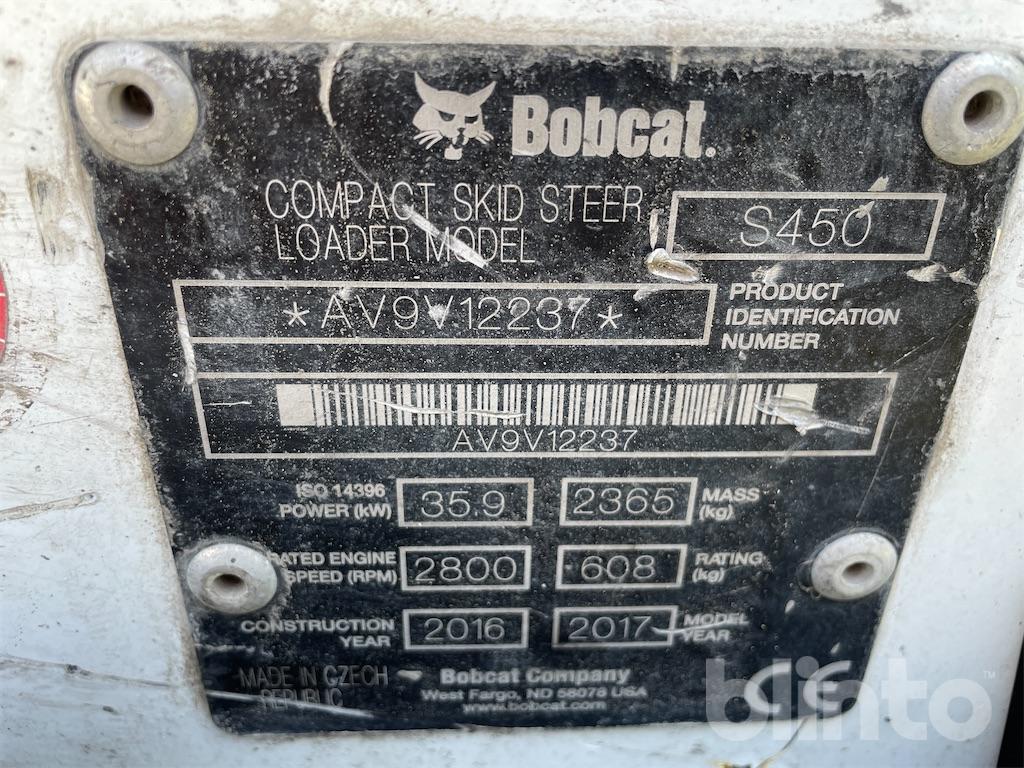 Bobcat.
COMPACT SKID STEER
LOADER MODEL
S450
*AV9V12237*
PRODUCT
IDENTIFICATION
NUMBER
AV9V12237
ISO 14396
POWER (kW)
35.9
2365
MASS
(kg)
RATED ENGINE
SPEED (RPM)
2800
608
RATING
(kg)
CONSTRUCTION
YEAR
2016
2017
MODEL
YEAR
MADE IN CZECH
REPUBLIC
Bobcat Company
West Fargo, ND 58078 USA
www.bobcat.com
CE
blinto™